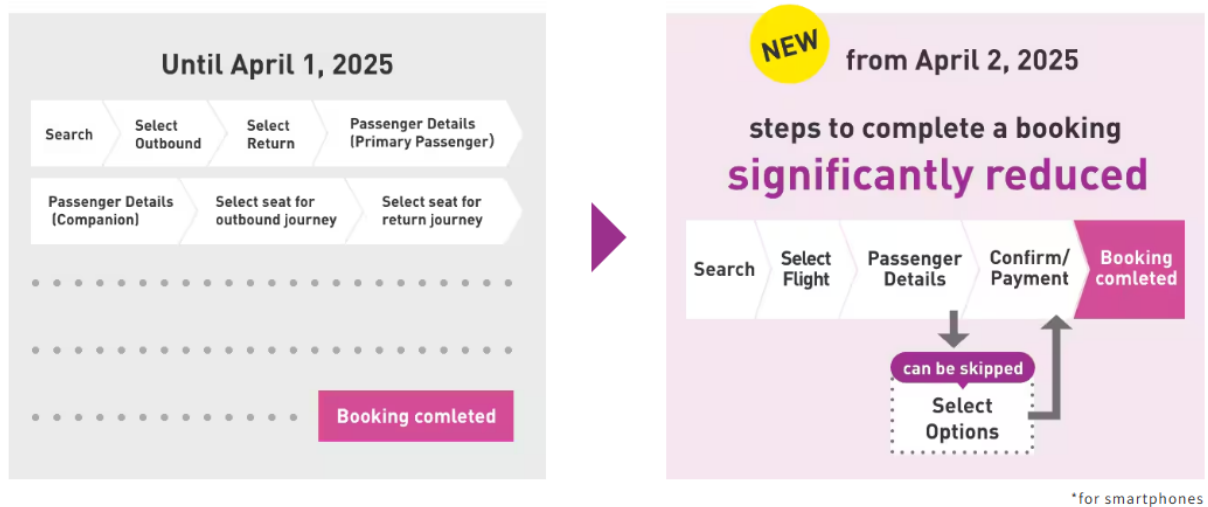 Until April 1, 2025
Search
Select
Outbound
Select
Return
Passenger Details
(Primary Passenger)
Passenger Details
(Companion)
Select seat for
outbound journey
Select seat for
return journey
Booking comleted
NEW
from April 2, 2025
steps to complete a booking
significantly reduced
Search
Select
Flight
Passenger
Details
Confirm/
Payment
Booking
comleted
can be skipped
Select
Options
*for smartphones